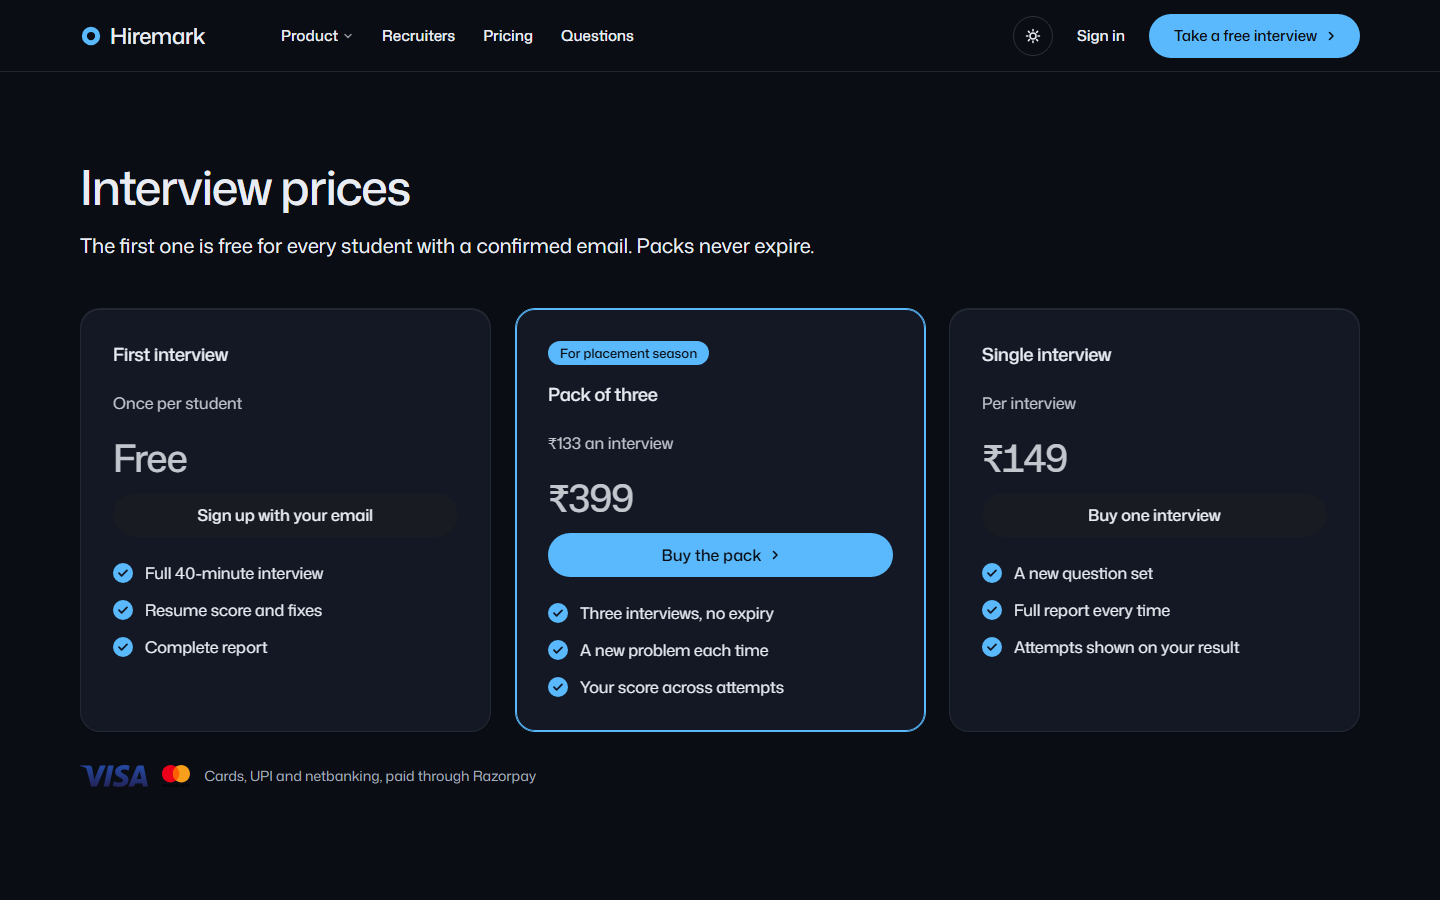 Hiremark
Product
Recruiters
Pricing
Questions
Sign in
Take a free interview
Interview prices
The first one is free for every student with a confirmed email. Packs never expire.
First interview
Once per student
Free
Sign up with your email
Full 40-minute interview
Resume score and fixes
Complete report
For placement season
Pack of three
₹133 an interview
₹399
Buy the pack
Three interviews, no expiry
A new problem each time
Your score across attempts
Single interview
Per interview
₹149
Buy one interview
A new question set
Full report every time
Attempts shown on your result
VISA
Cards, UPI and netbanking, paid through Razorpay